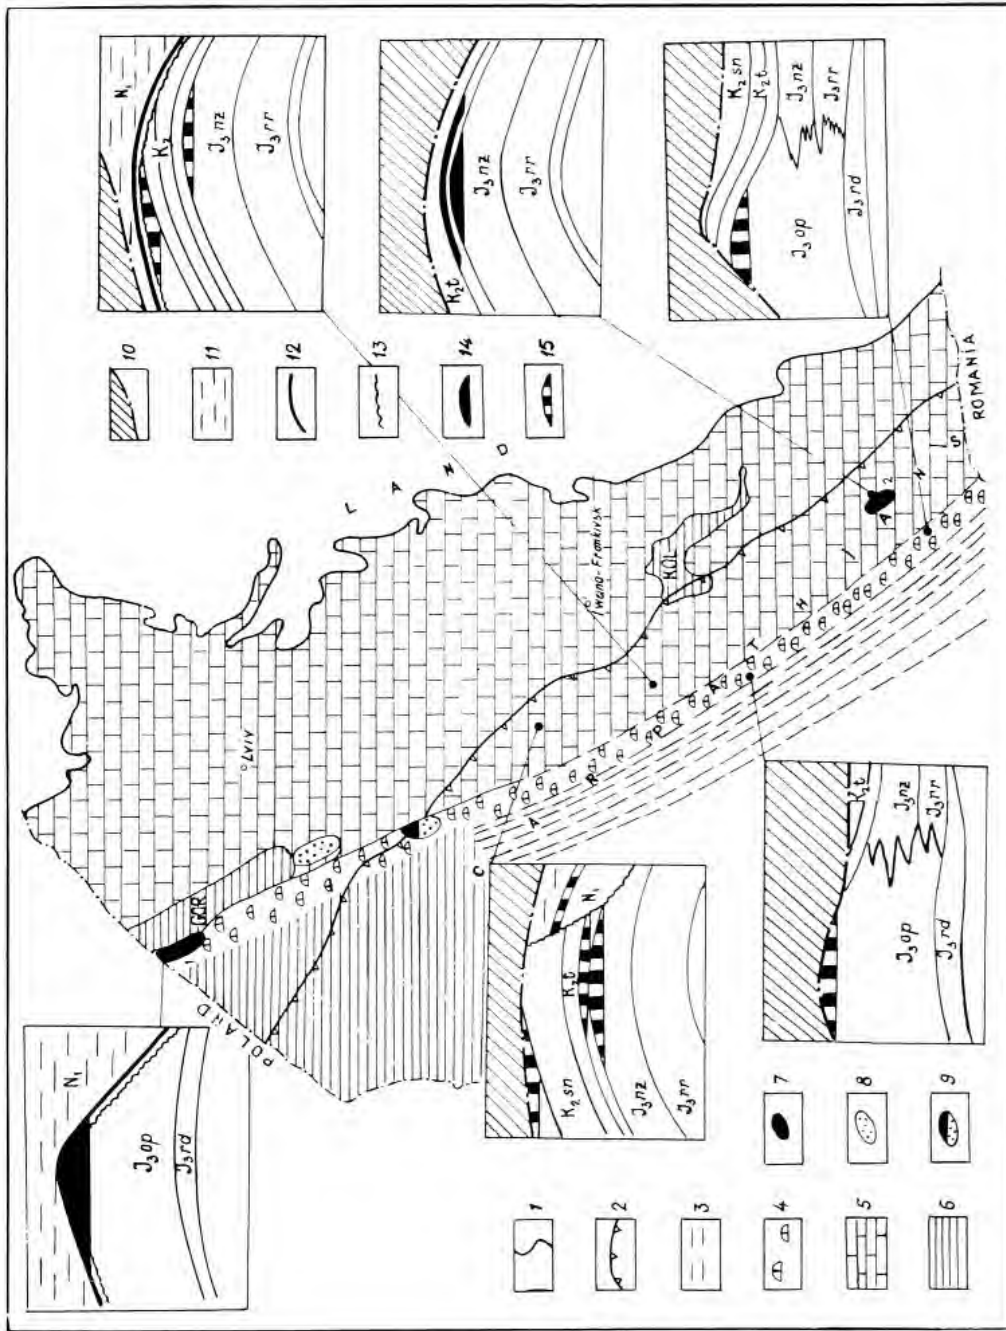 N₁
K₂
J₃nz
J₃rr
K₂t
J₃nz
J₃rr
K₂sn
K₂t
J₃nz
J₃rr
J₃op
J₃rd
10
11
12
13
14
15
L A N D
Lviv
Iwano-Frankivsk
KOL
GOR
POLAND
ROMANIA
C A R P A T H I A N S
2
N₁
J₃op
J₃rd
N₁
K₂t
K₂sn
J₃nz
J₃rr
K₂t
J₃nz
J₃rr
J₃op
J₃rd
1
2
3
4
5
6
7
8
9